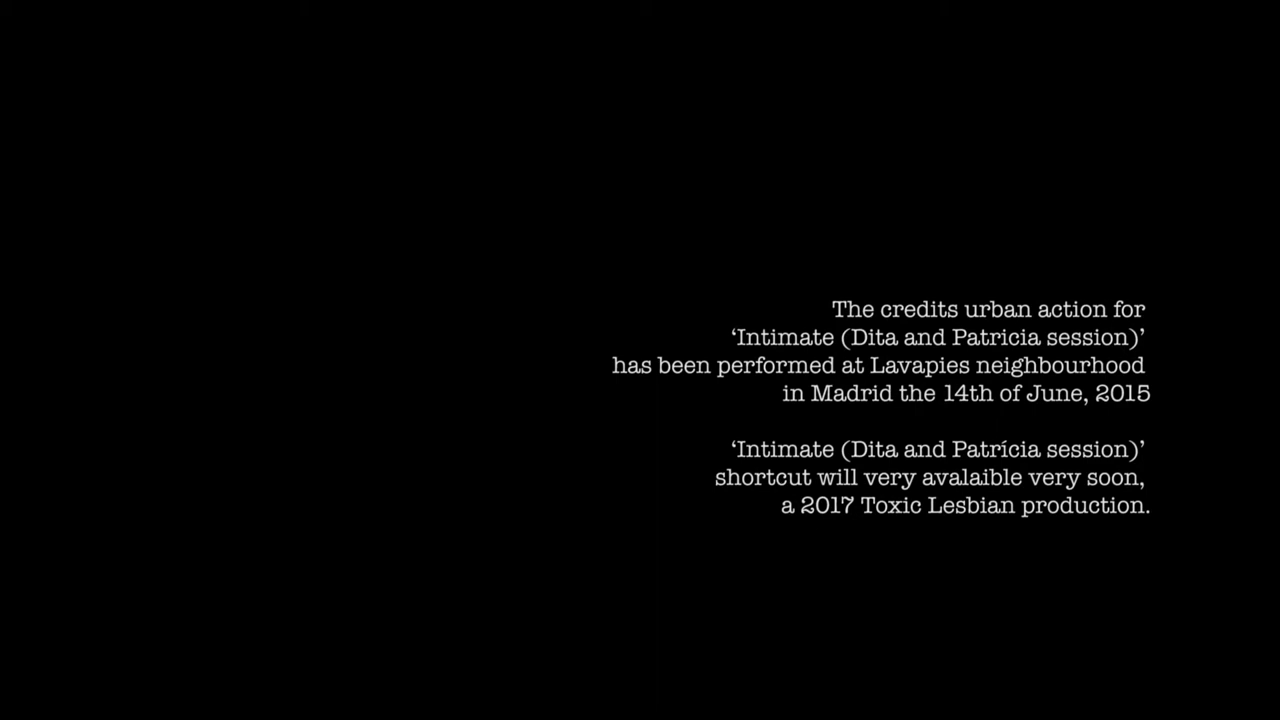 The credits urban action for
‘Intimate (Dita and Patricia session)’
has been performed at Lavapies neighbourhood
in Madrid the 14th of June, 2015
‘Intimate (Dita and Patrícia session)’
shortcut will very avalaible very soon,
a 2017 Toxic Lesbian production.